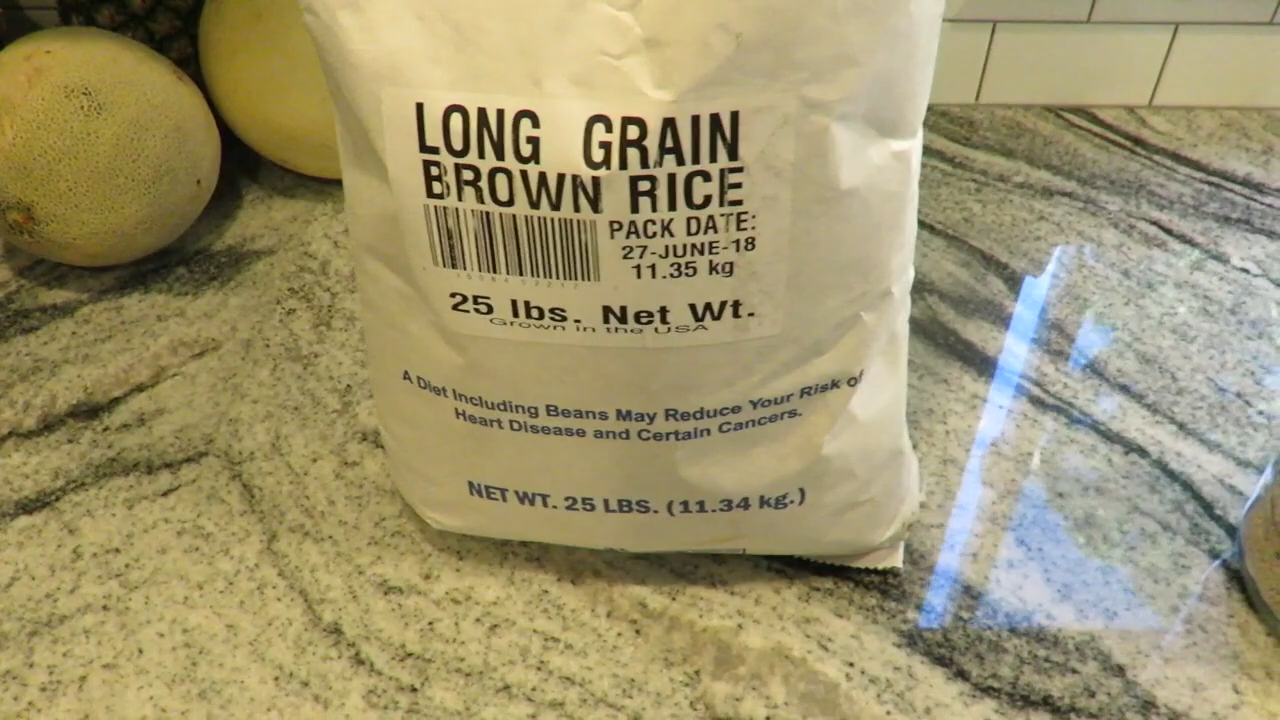 LONG GRAIN
BROWN RICE
PACK DATE:
27-JUNE-18
11.35 kg
25 lbs. Net Wt.
Grown in the USA
A Diet Including Beans May Reduce Your Risk of
Heart Disease and Certain Cancers.
NET WT. 25 LBS. (11.34 kg.)